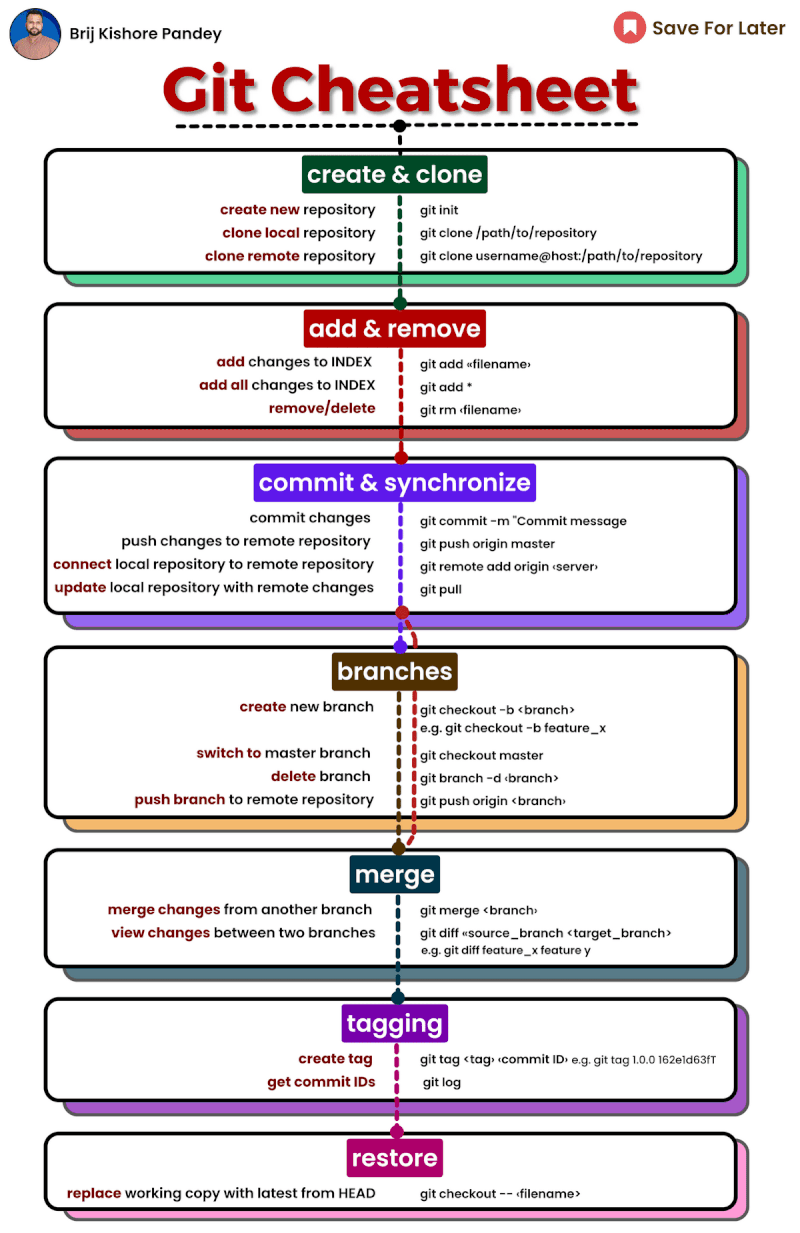 Brij Kishore Pandey
Save For Later
Git Cheatsheet
create & clone
create new repository git init
clone local repository git clone /path/to/repository
clone remote repository git clone username@host:/path/to/repository
add & remove
add changes to INDEX git add «filename›
add all changes to INDEX git add *
remove/delete git rm ‹filename›
commit & synchronize
commit changes git commit -m "Commit message
push changes to remote repository git push origin master
connect local repository to remote repository git remote add origin ‹server›
update local repository with remote changes git pull
branches
create new branch git checkout -b <branch>
e.g. git checkout -b feature_x
switch to master branch git checkout master
delete branch git branch -d ‹branch>
push branch to remote repository git push origin <branch›
merge
merge changes from another branch git merge <branch›
view changes between two branches git diff «source_branch <target_branch>
e.g. git diff feature_x feature y
tagging
create tag git tag <tag› ‹commit ID› e.g. git tag 1.0.0 162e1d63fT
get commit IDs git log
restore
replace working copy with latest from HEAD git checkout -- ‹filename>